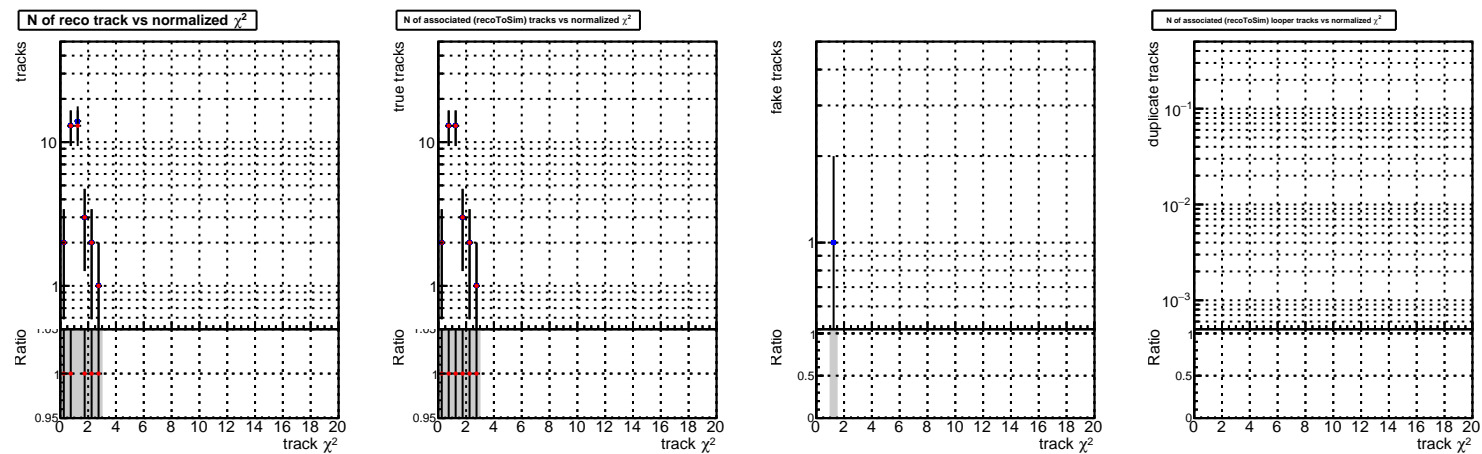 N of reco track vs normalized χ²
tracks
10
1
Ratio
1.05
1
0.95
0 2 4 6 8 10 12 14 16 18 20
track χ²
N of associated (recoToSim) tracks vs normalized χ²
true tracks
10
1
Ratio
1.05
1
0.95
0 2 4 6 8 10 12 14 16 18 20
track χ²
fake tracks
1
Ratio
1
0.5
0
0 2 4 6 8 10 12 14 16 18 20
track χ²
N of associated (recoToSim) looper tracks vs normalized χ²
duplicate tracks
10⁻¹
10⁻²
10⁻³
Ratio
1
0.5
0
0 2 4 6 8 10 12 14 16 18 20
track χ²